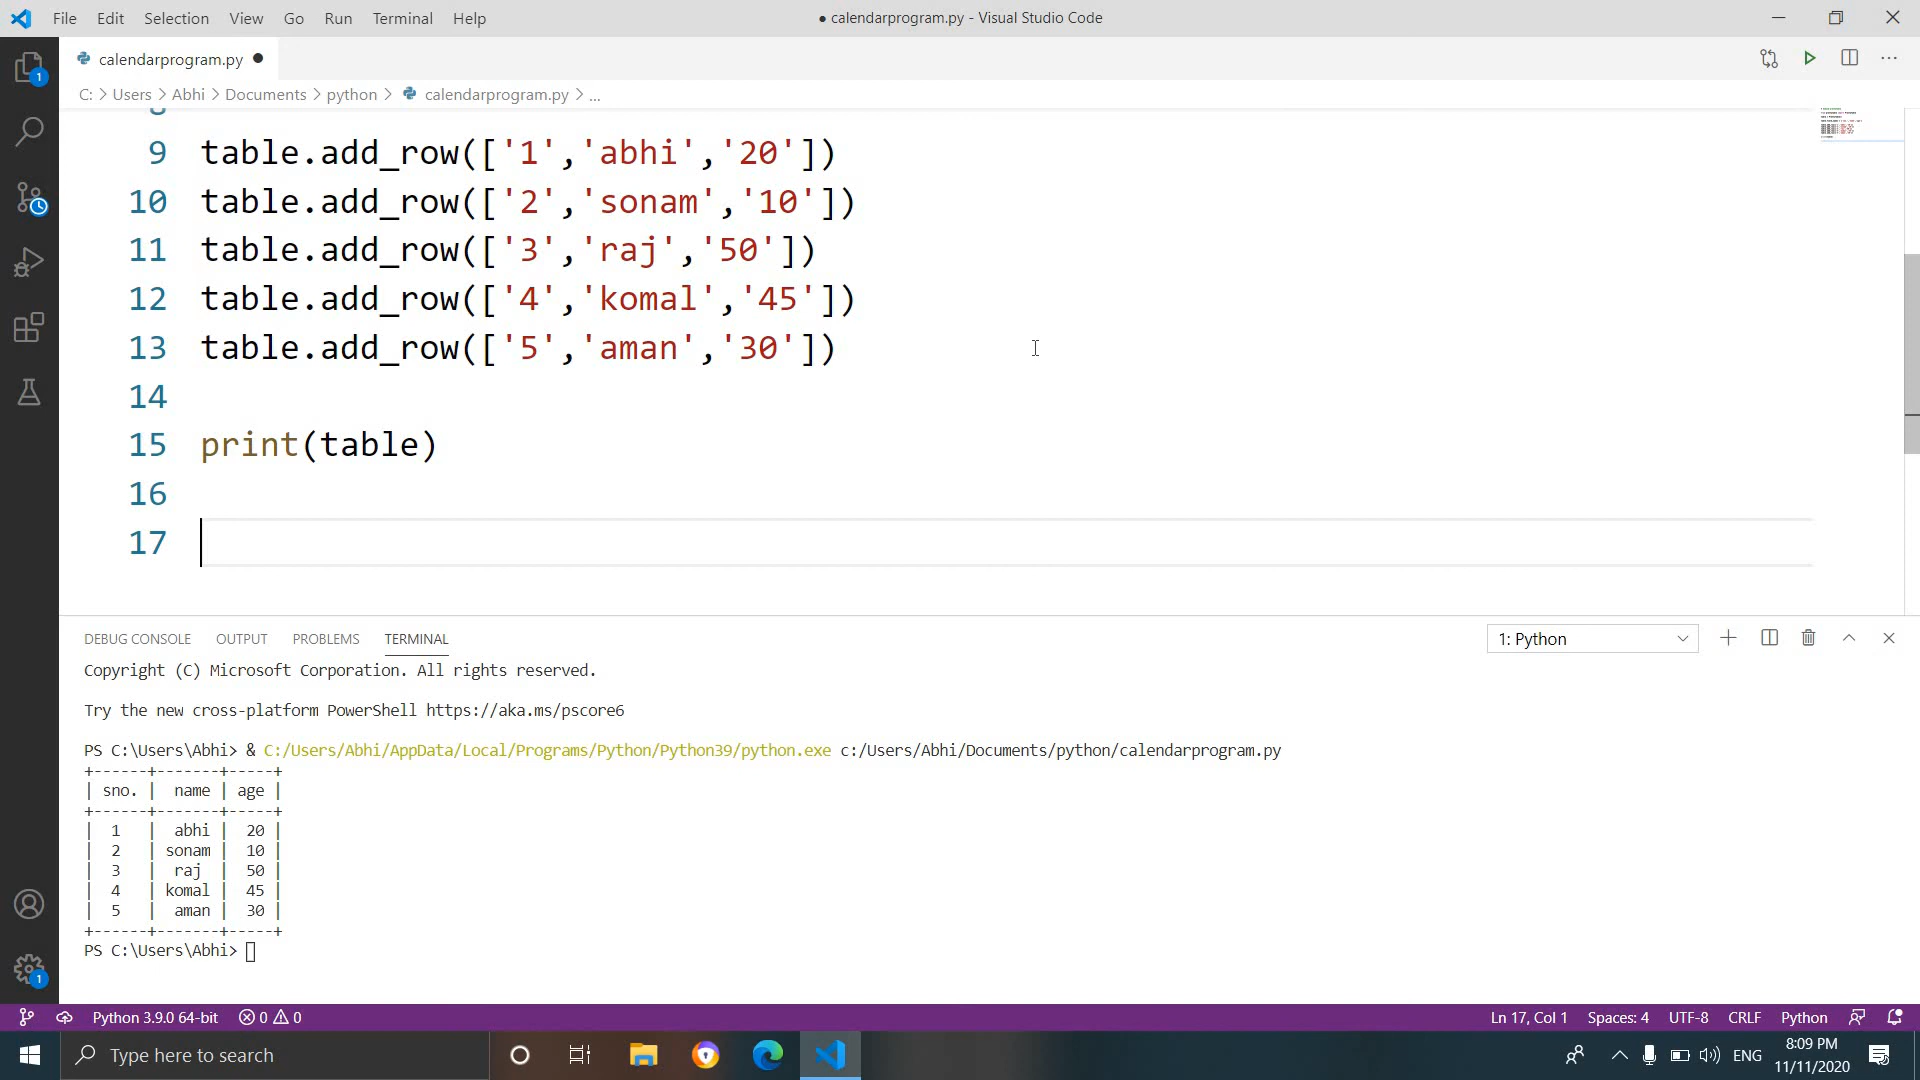 File Edit Selection View Go Run Terminal Help ● calendarprogram.py - Visual Studio Code
calendarprogram.py ●
C: > Users > Abhi > Documents > python > calendarprogram.py > ...
9 table.add_row(['1','abhi','20'])
10 table.add_row(['2','sonam','10'])
11 table.add_row(['3','raj','50'])
12 table.add_row(['4','komal','45'])
13 table.add_row(['5','aman','30'])
14
15 print(table)
16
17
DEBUG CONSOLE OUTPUT PROBLEMS TERMINAL 1: Python
Copyright (C) Microsoft Corporation. All rights reserved.
Try the new cross-platform PowerShell https://aka.ms/pscore6
PS C:\Users\Abhi> & C:/Users/Abhi/AppData/Local/Programs/Python/Python39/python.exe c:/Users/Abhi/Documents/python/calendarprogram.py
+------+-------+-----+
| sno. |  name | age |
+------+-------+-----+
|  1   |  abhi |  20 |
|  2   | sonam |  10 |
|  3   |  raj  |  50 |
|  4   | komal |  45 |
|  5   |  aman |  30 |
+------+-------+-----+
PS C:\Users\Abhi>
Python 3.9.0 64-bit 0 0 Ln 17, Col 1 Spaces: 4 UTF-8 CRLF Python
Type here to search ENG 8:09 PM
11/11/2020
1
1